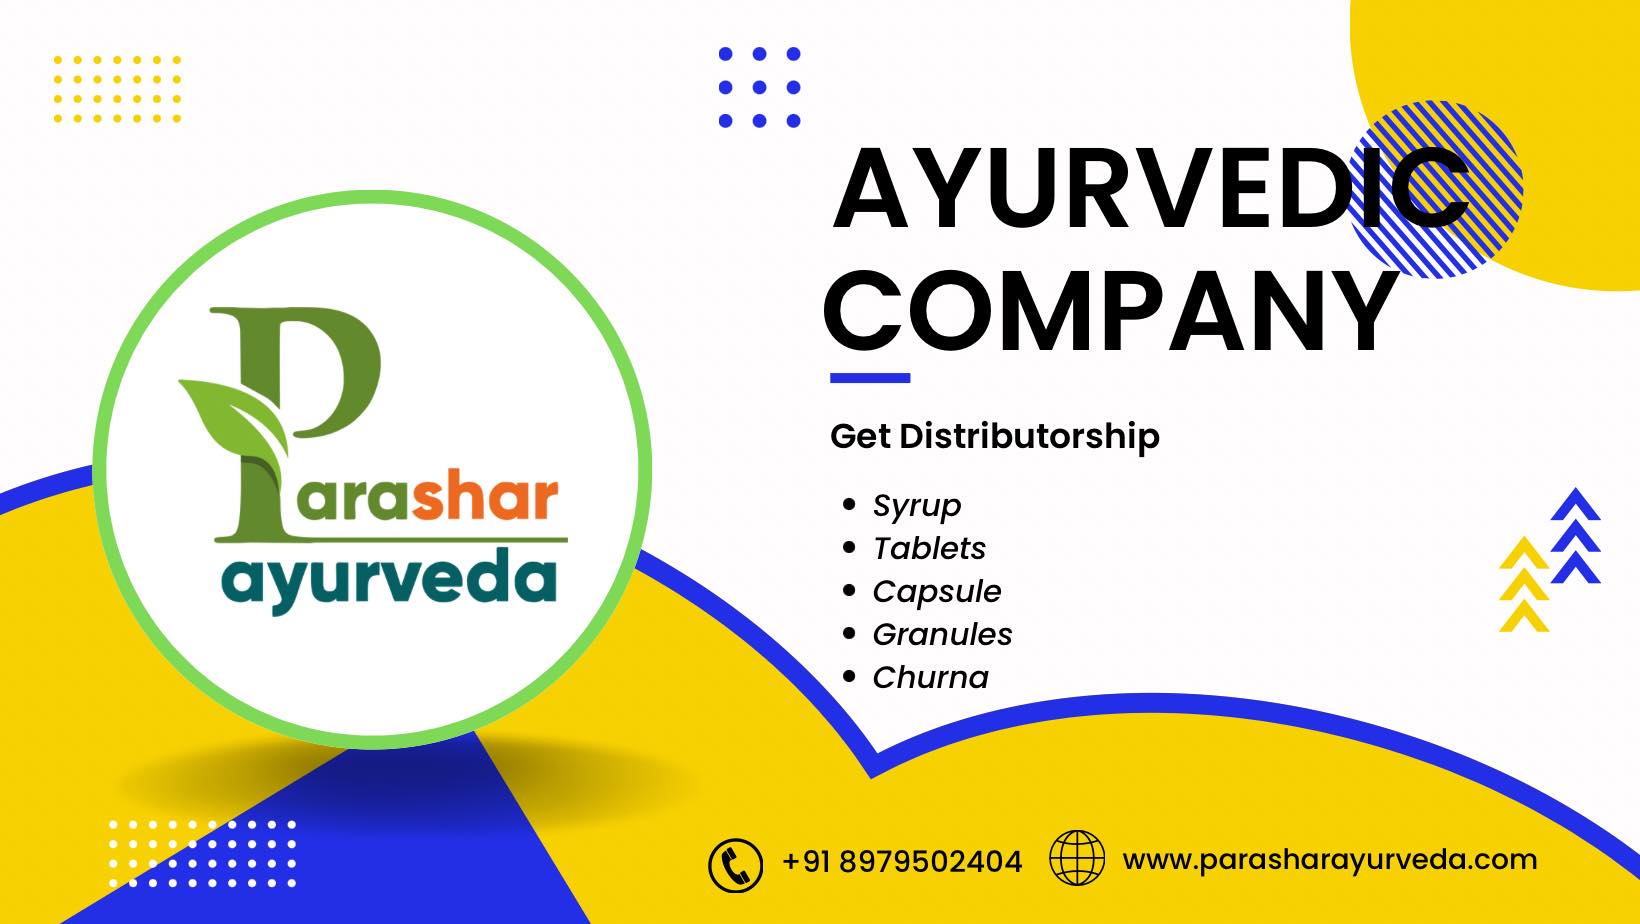 Parashar
ayurveda
AYURVEDIC
COMPANY
Get Distributorship
• Syrup
• Tablets
• Capsule
• Granules
• Churna
+91 8979502404
www.parasharayurveda.com